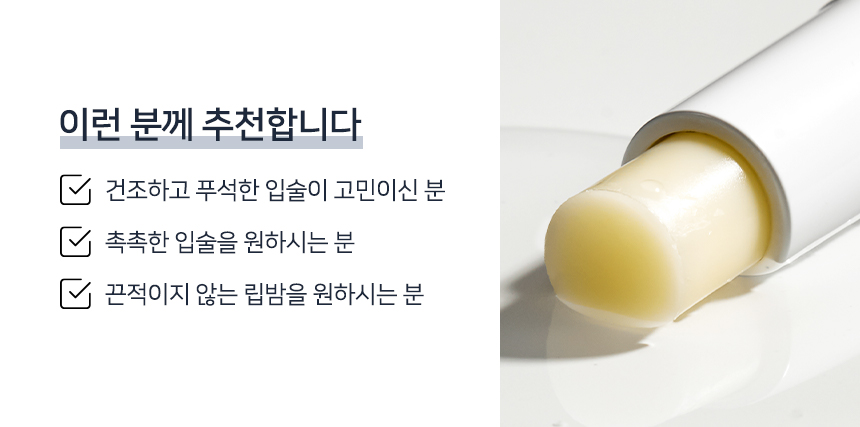 이런 분께 추천합니다
건조하고 푸석한 입술이 고민이신 분
촉촉한 입술을 원하시는 분
끈적이지 않는 립밤을 원하시는 분